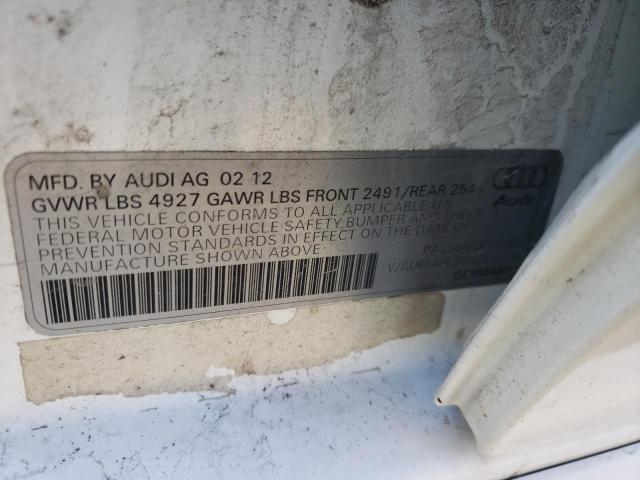 MFD. BY AUDI AG 02 12
GVWR LBS 4927 GAWR LBS FRONT 2491/REAR
THIS VEHICLE CONFORMS TO ALL APPLICABLE U.S
FEDERAL MOTOR VEHICLE SAFETY, BUMPER AND THEFT
PREVENTION STANDARDS IN EFFECT ON THE DATE OF
MANUFACTURE SHOWN ABOVE·
Audi
GERMANY